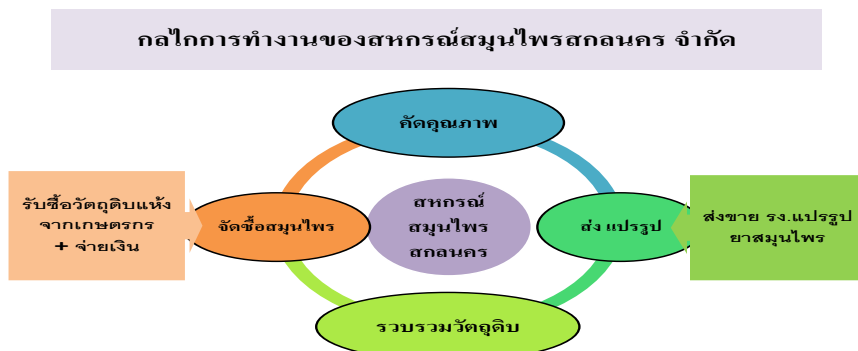 กลไกการทำงานของสหกรณ์สมุนไพรสกลนคร จำกัด
คัดคุณภาพ
รับซื้อวัตถุดิบแห้ง
จากเกษตรกร
+ จ่ายเงิน
จัดซื้อสมุนไพร
สหกรณ์
สมุนไพร
สกลนคร
ส่ง แปรรูป
ส่งขาย รง.แปรรูป
ยาสมุนไพร
รวบรวมวัตถุดิบ